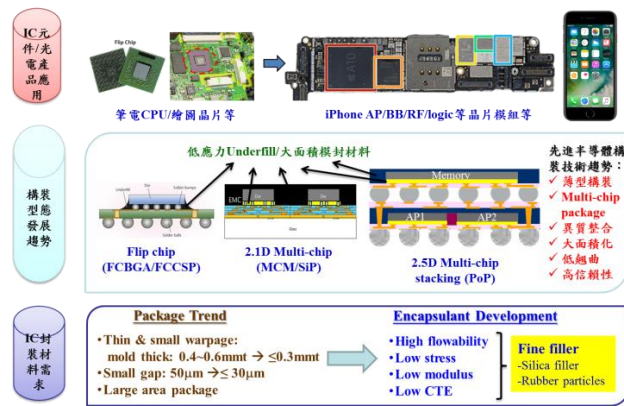 IC元
件/光
電產
品應
用
Flip Chip
筆電CPU/繪圖晶片等
iPhone AP/BB/RF/logic等晶片模組等
構裝
型態
發展
趨勢
低應力Underfill/大面積模封材料
Die
EMC
Memory
AP1
AP2
Flip chip
(FCBGA/FCCSP)
2.1D Multi-chip
(MCM/SiP)
2.5D Multi-chip
stacking (PoP)
先進半導體構
裝技術趨勢：
✓ 薄型構裝
✓ Multi-chip
package
✓ 異質整合
✓ 大面積化
✓ 低翹曲
✓ 高信賴性
IC封
裝材
料需
求
Package Trend
•Thin & small warpage:
mold thick: 0.4~0.6mmt → ≤0.3mmt
•Small gap: 50μm→≤ 30μm
•Large area package
Encapsulant Development
•High flowability
•Low stress
•Low modulus
•Low CTE
Fine filler
-Silica filler
-Rubber particles